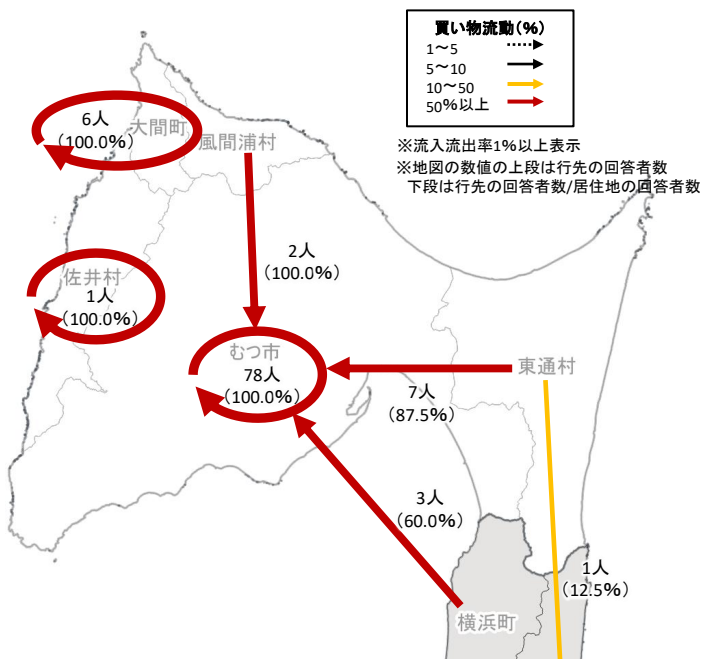 買い物流動(%)
1～5
5～10
10～50
50%以上
※流入流出率1%以上表示
※地図の数値の上段は行先の回答者数
下段は行先の回答者数/居住地の回答者数
6人
(100.0%)
大間町
風間浦村
2人
(100.0%)
佐井村
1人
(100.0%)
むつ市
78人
(100.0%)
東通村
7人
(87.5%)
3人
(60.0%)
1人
(12.5%)
横浜町